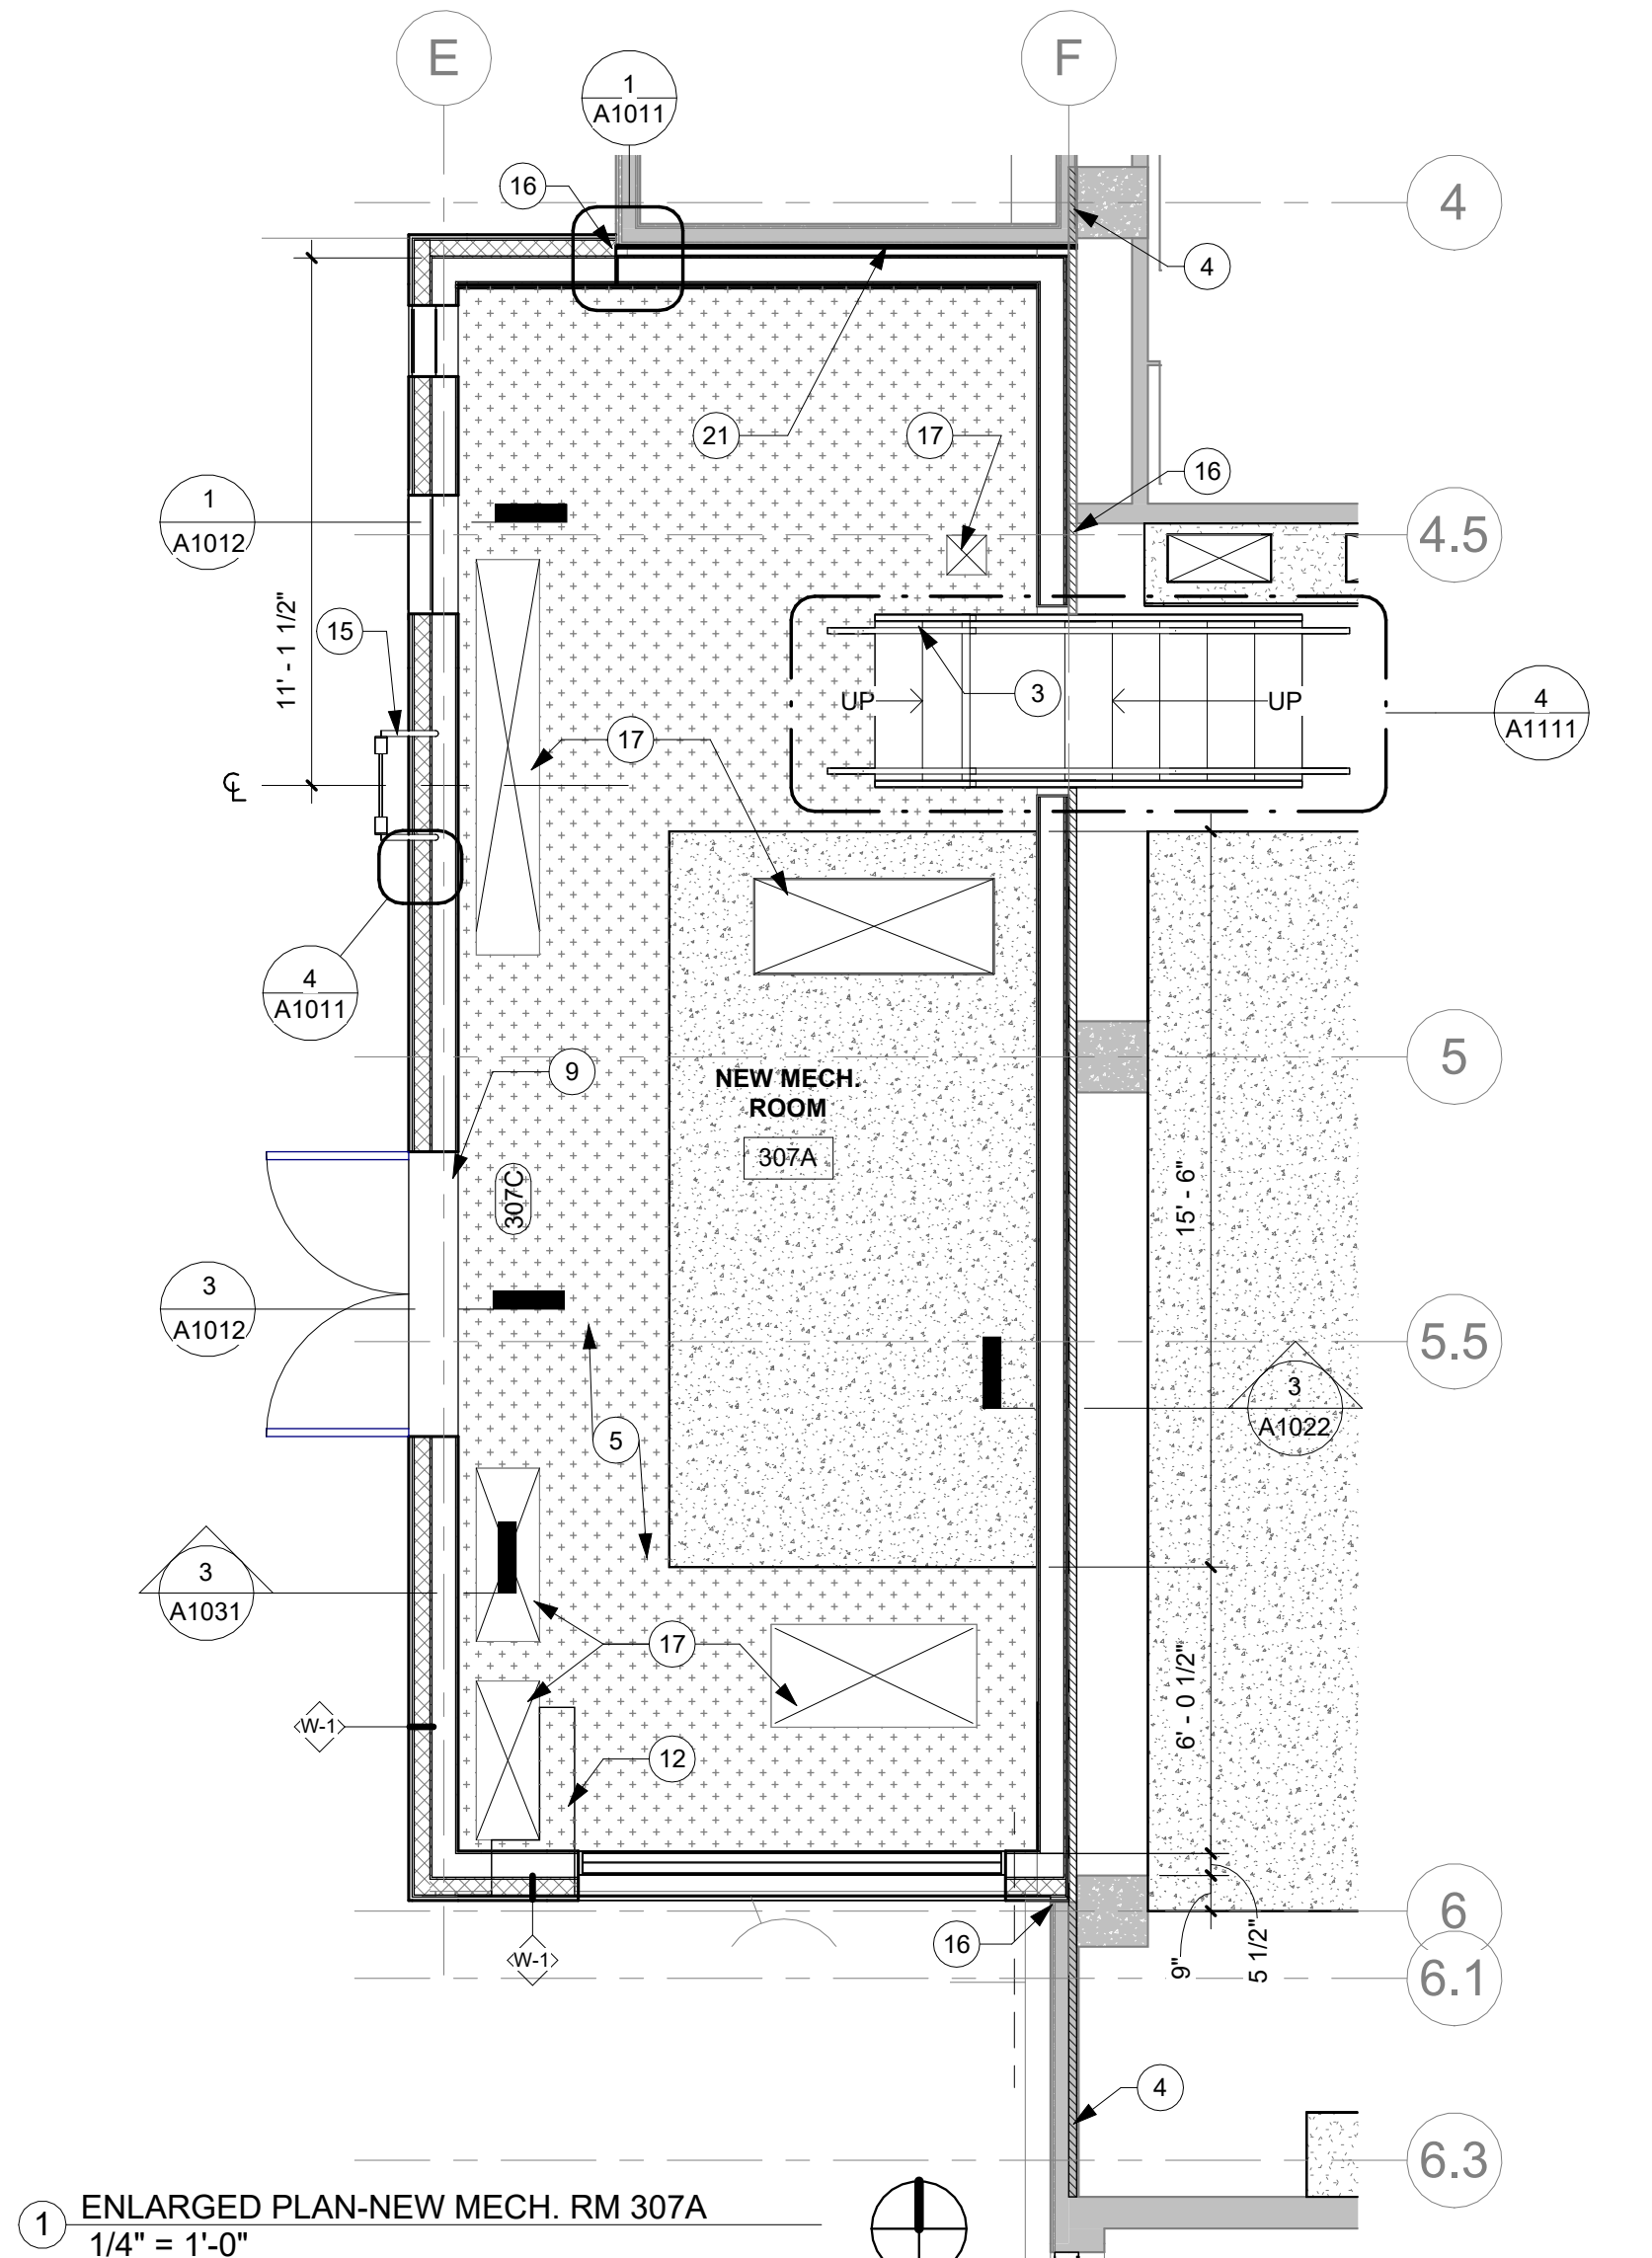 E
F
1
A1011
16
4
4
21
17
16
1
A1012
4.5
11' - 1 1/2"
15
3
UP
UP
4
A1111
17
℄
4
A1011
9
5
NEW MECH.
ROOM
307A
307C
15' - 6"
3
A1012
5.5
3
A1022
5
3
A1031
17
6' - 0 1/2"
W-1
12
W-1
16
9"
5 1/2"
6
6.1
4
6.3
1
ENLARGED PLAN-NEW MECH. RM 307A
1/4" = 1'-0"